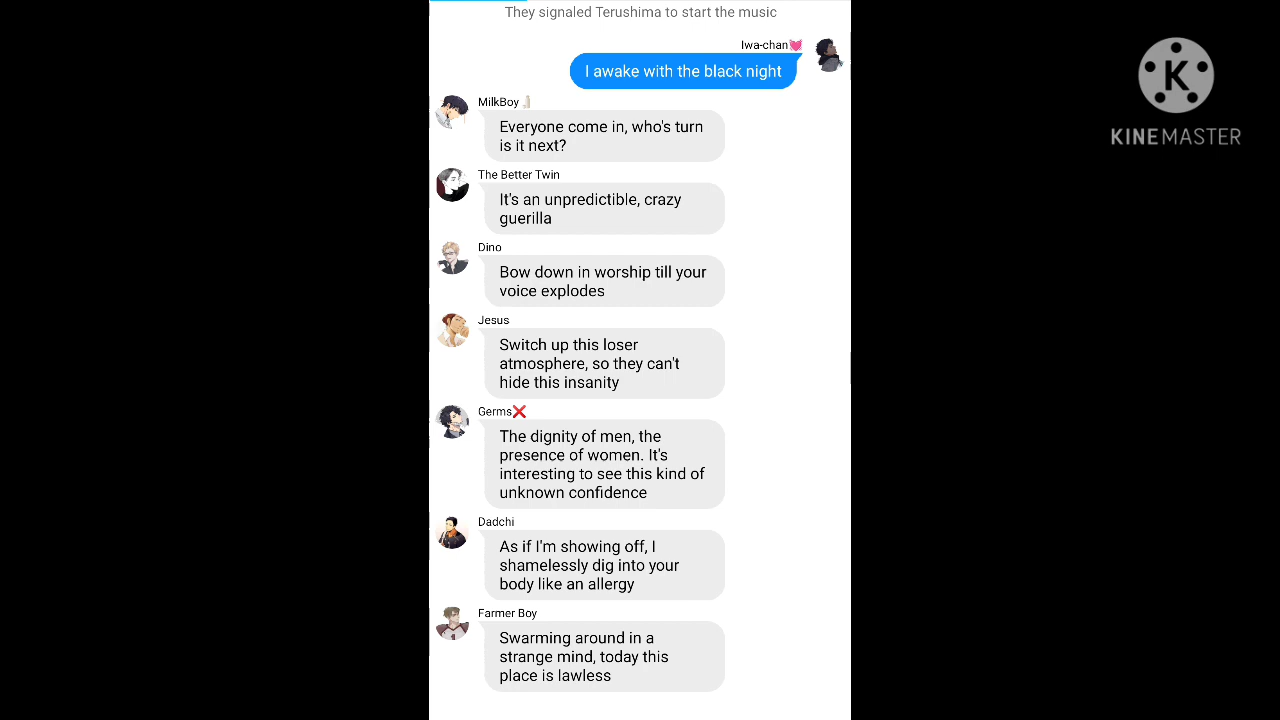 They signaled Terushima to start the music
Iwa-chan💓
I awake with the black night
MilkBoy🥛
Everyone come in, who's turn
is it next?
The Better Twin
It's an unpredictible, crazy
guerilla
Dino
Bow down in worship till your
voice explodes
Jesus
Switch up this loser
atmosphere, so they can't
hide this insanity
Germs❌
The dignity of men, the
presence of women. It's
interesting to see this kind of
unknown confidence
Dadchi
As if I'm showing off, I
shamelessly dig into your
body like an allergy
Farmer Boy
Swarming around in a
strange mind, today this
place is lawless
K
KINEMASTER